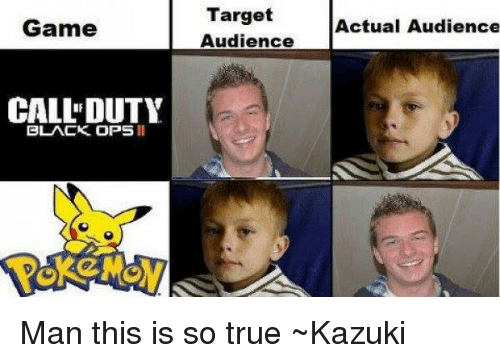 Game
Target
Audience
Actual Audience
CALL OF DUTY
BLACK OPS II
POKéMON
Man this is so true ~Kazuki